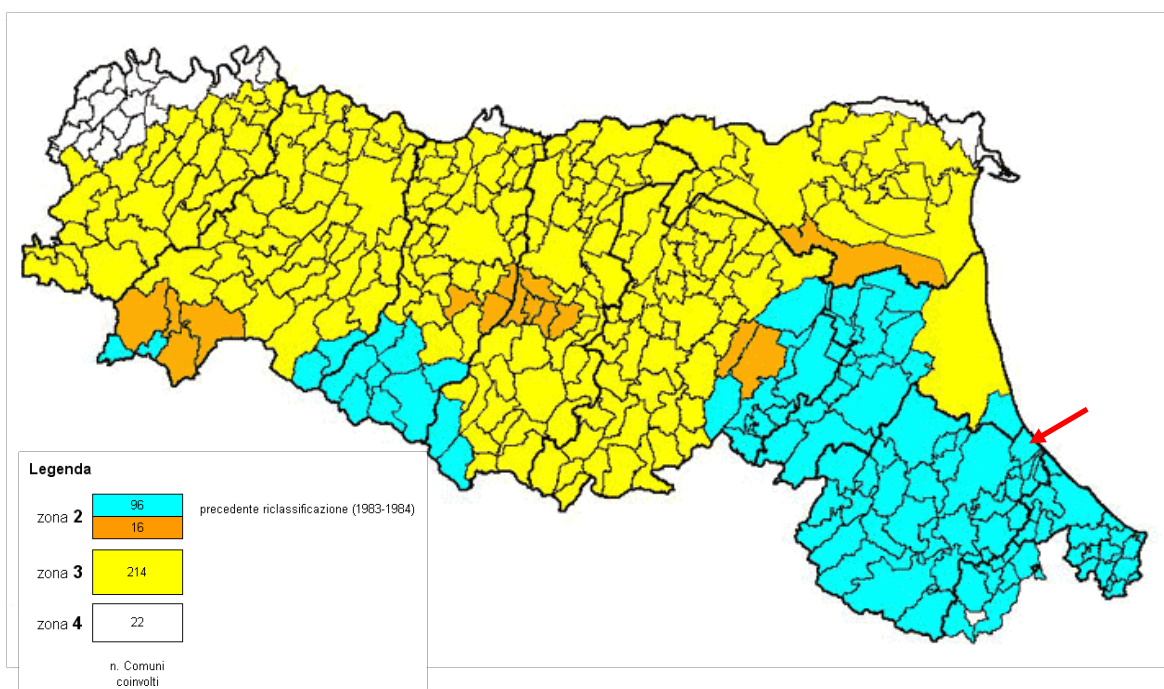 Legenda
zona 2
96
precedente riclassificazione (1983-1984)
16
zona 3
214
zona 4
22
n. Comuni
coinvolti